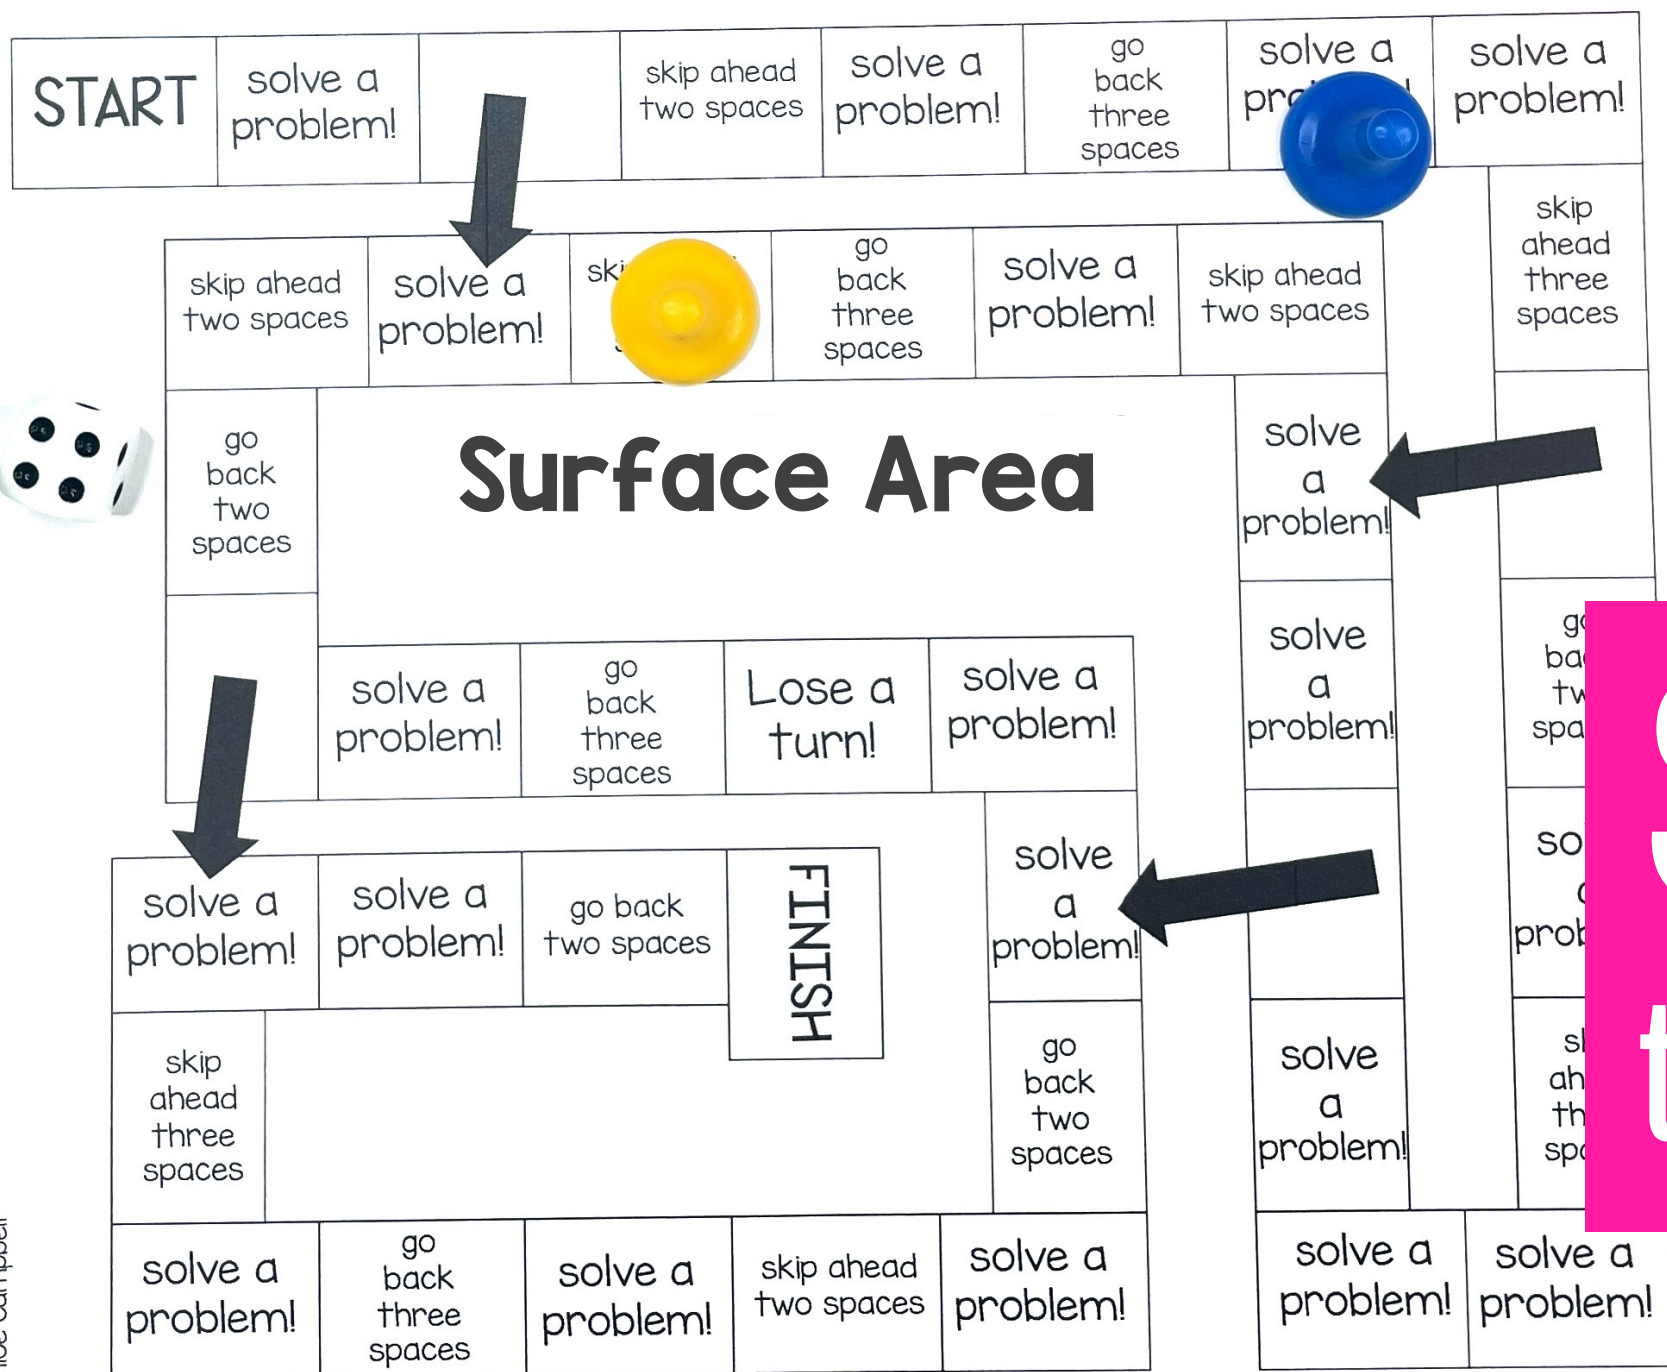 START
solve a
problem!
skip ahead
two spaces
solve a
problem!
go
back
three
spaces
solve a
solve a
problem!
skip
ahead
three
spaces
skip ahead
two spaces
solve a
problem!
go
back
three
spaces
solve a
problem!
skip ahead
two spaces
solve
a
problem!
go
back
two
spaces
Surface Area
solve
a
problem!
solve a
problem!
go
back
three
spaces
Lose a
turn!
solve a
problem!
solve
a
problem!
solve a
problem!
solve a
problem!
go back
two spaces
FINISH
skip
ahead
three
spaces
go
back
two
spaces
solve
a
problem!
solve a
problem!
go
back
three
spaces
solve a
problem!
skip ahead
two spaces
solve a
problem!
solve a
problem!
solve a
problem!